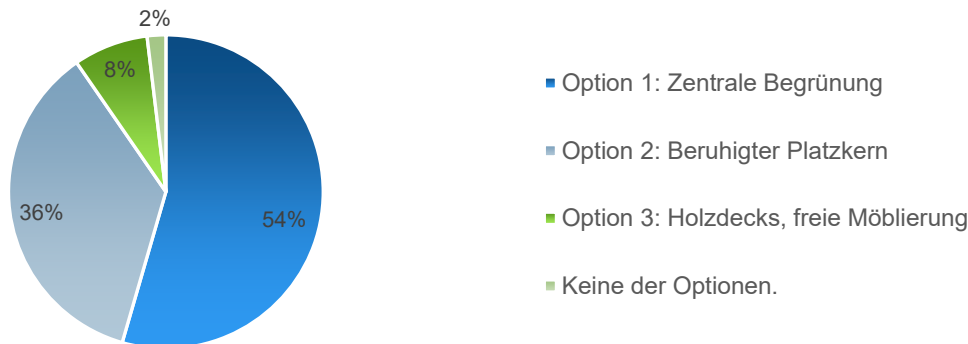 2%
8%
36%
54%
Option 1: Zentrale Begrünung
Option 2: Beruhigter Platzkern
Option 3: Holzdecks, freie Möblierung
Keine der Optionen.